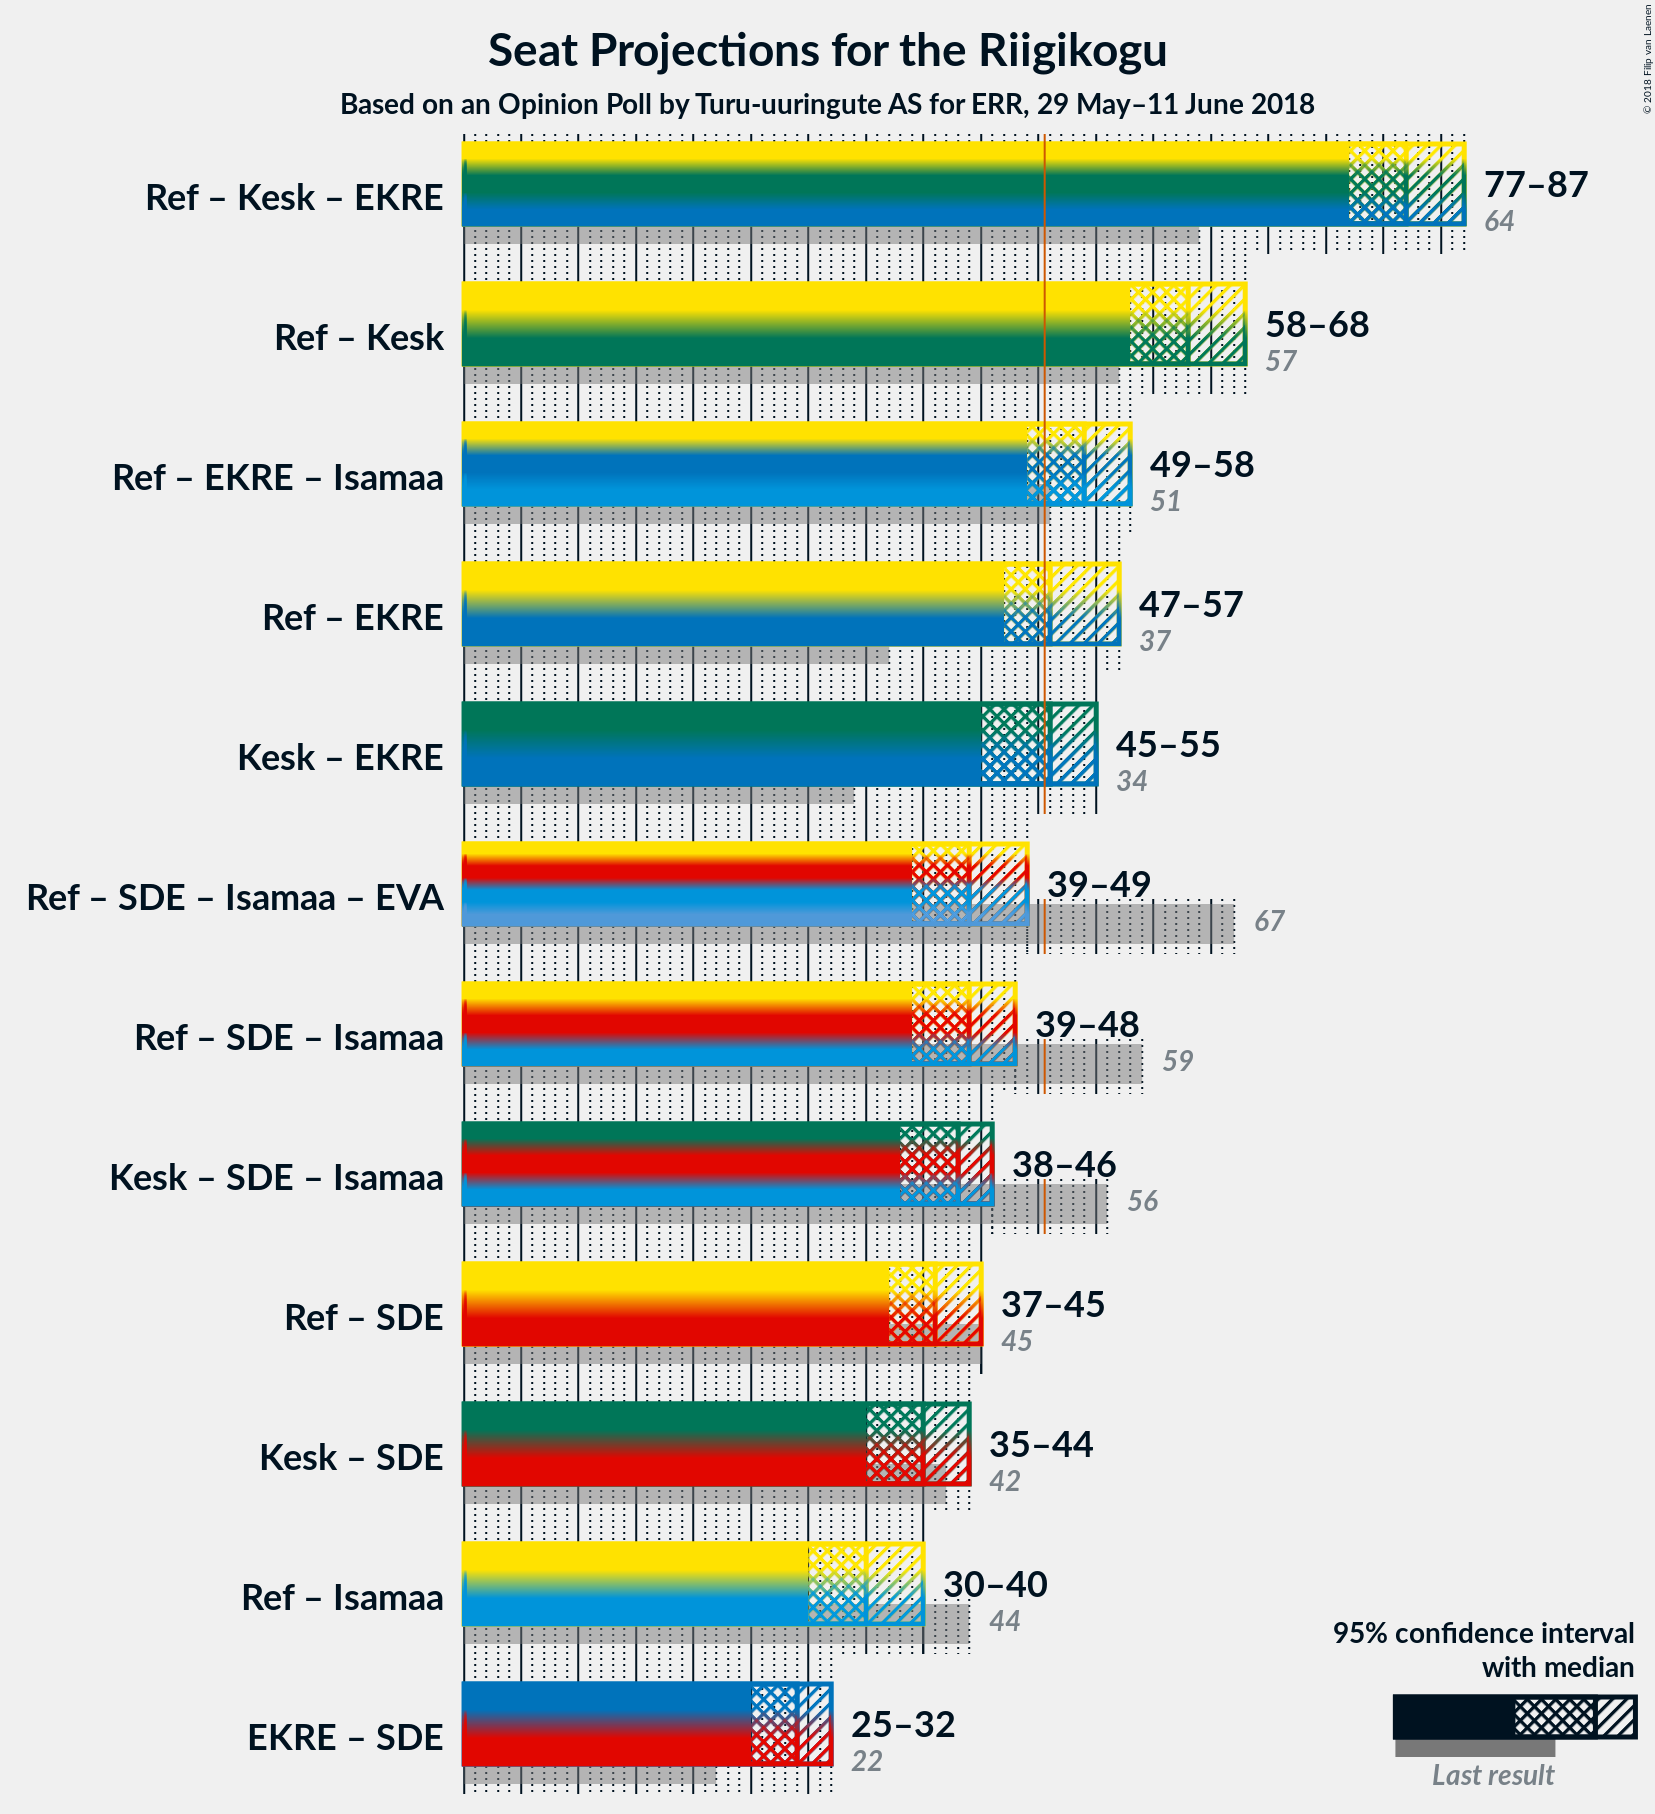 Seat Projections for the Riigikogu
Based on an Opinion Poll by Turu-uuringute AS for ERR, 29 May–11 June 2018
© 2018 Filip van Laenen
Ref – Kesk – EKRE
77–87
64
Ref – Kesk
58–68
57
Ref – EKRE – Isamaa
49–58
51
Ref – EKRE
47–57
37
Kesk – EKRE
45–55
34
Ref – SDE – Isamaa – EVA
39–49
67
Ref – SDE – Isamaa
39–48
59
Kesk – SDE – Isamaa
38–46
56
Ref – SDE
37–45
45
Kesk – SDE
35–44
42
Ref – Isamaa
30–40
44
EKRE – SDE
25–32
22
95% confidence interval
with median
Last result